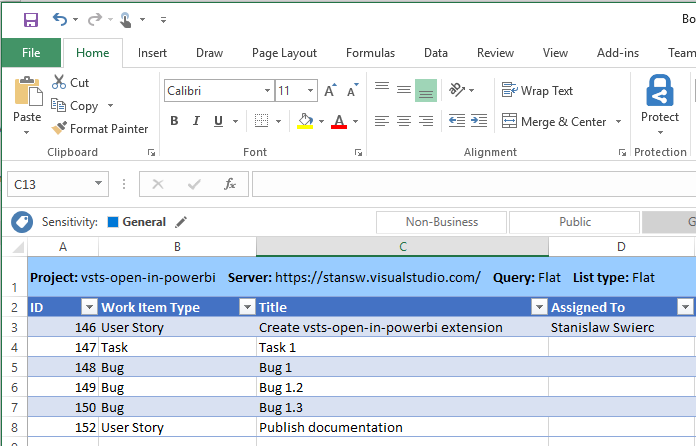 Bo
File Home Insert Draw Page Layout Formulas Data Review View Add-ins Team
Paste Cut Copy Format Painter
Calibri 11
B I U
A A
ab
Wrap Text
Merge & Center
Protect
Clipboard Font Alignment Protection
C13 fx
Sensitivity: General Non-Business Public G
A B C D
1 Project: vsts-open-in-powerbi Server: https://stansw.visualstudio.com/ Query: Flat List type: Flat
2 ID Work Item Type Title Assigned To
3 146 User Story Create vsts-open-in-powerbi extension Stanislaw Swierc
4 147 Task Task 1
5 148 Bug Bug 1
6 149 Bug Bug 1.2
7 150 Bug Bug 1.3
8 152 User Story Publish documentation